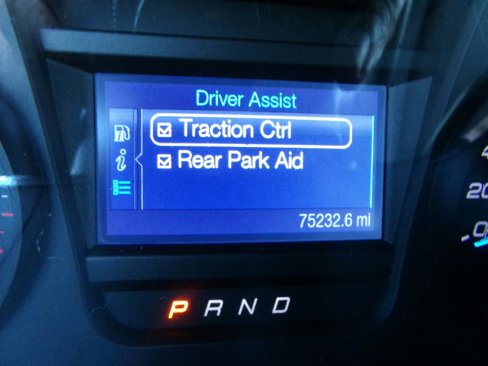 Driver Assist
Traction Ctrl
Rear Park Aid
75232.6 mi
P R N D